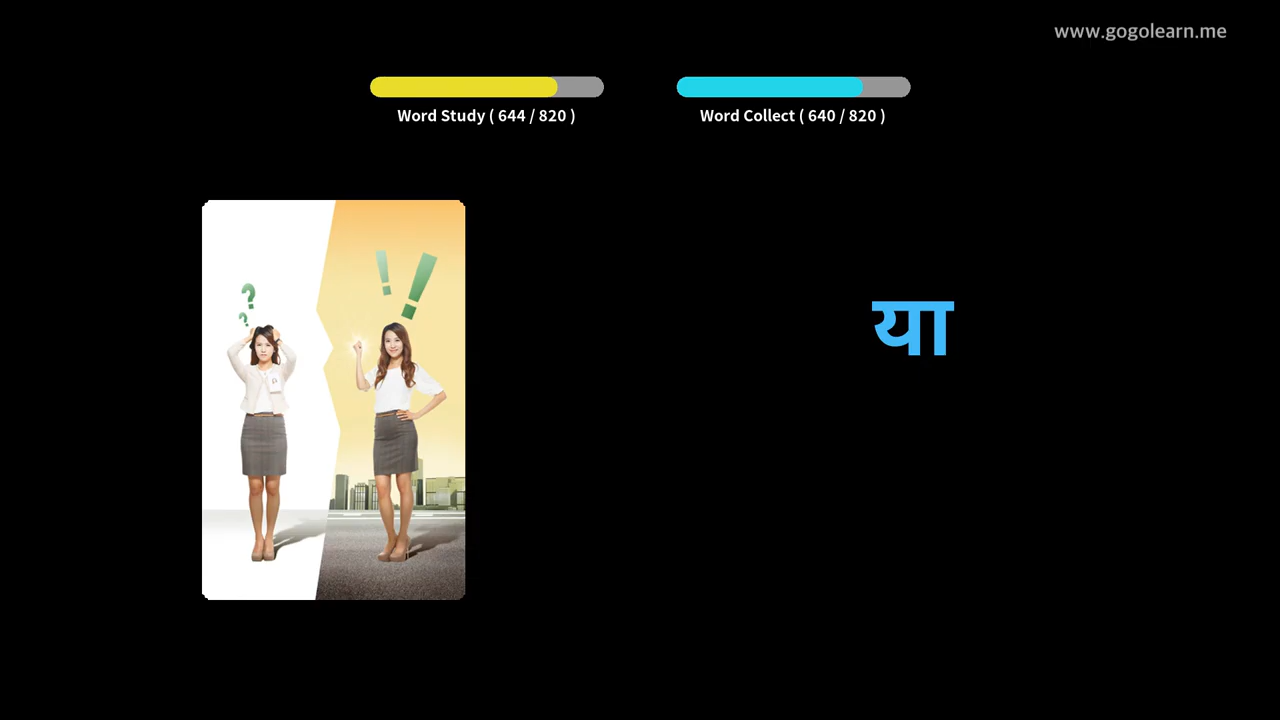 www.gogolearn.me
Word Study ( 644 / 820 )
Word Collect ( 640 / 820 )
? ?
! !
या